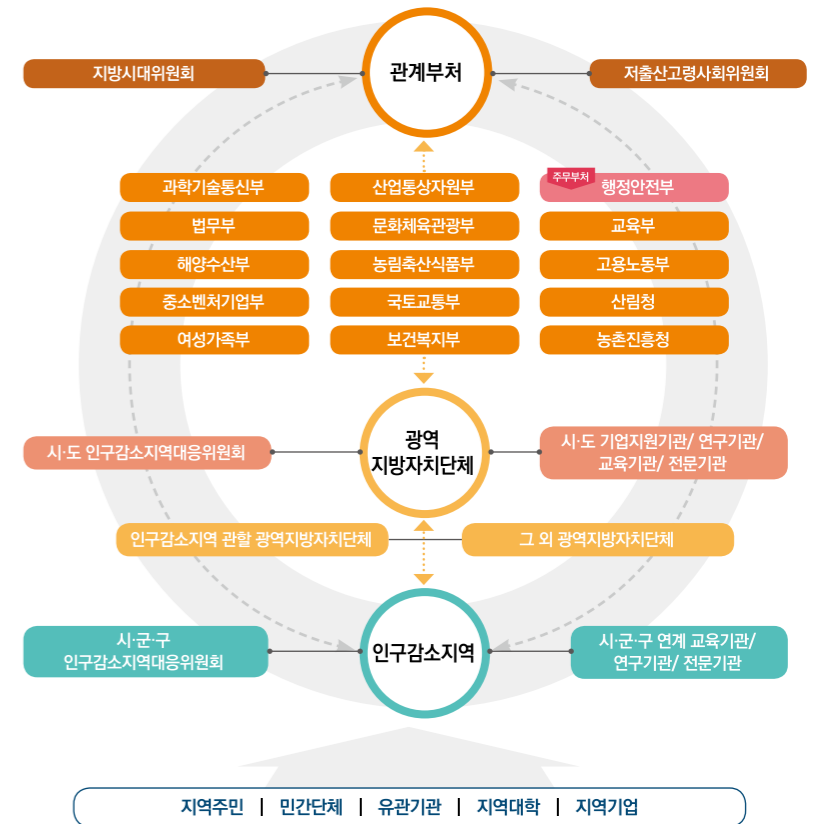 관계부처
지방시대위원회
저출산고령사회위원회
과학기술통신부
산업통상자원부
주무부처
행정안전부
법무부
문화체육관광부
교육부
해양수산부
농림축산식품부
고용노동부
중소벤처기업부
국토교통부
산림청
여성가족부
보건복지부
농촌진흥청
광역
지방자치단체
시·도 인구감소지역대응위원회
시·도 기업지원기관/ 연구기관/
교육기관/ 전문기관
인구감소지역 관할 광역지방자치단체
그 외 광역지방자치단체
인구감소지역
시·군·구
인구감소지역대응위원회
시·군·구 연계 교육기관/
연구기관/ 전문기관
지역주민 | 민간단체 | 유관기관 | 지역대학 | 지역기업